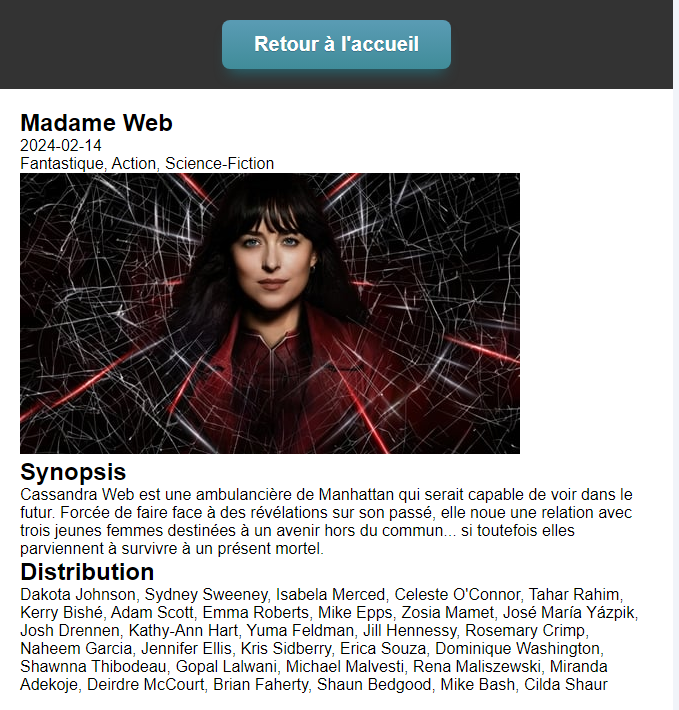 Retour à l'accueil
Madame Web
2024-02-14
Fantastique, Action, Science-Fiction
Synopsis
Cassandra Web est une ambulancière de Manhattan qui serait capable de voir dans le
futur. Forcée de faire face à des révélations sur son passé, elle noue une relation avec
trois jeunes femmes destinées à un avenir hors du commun... si toutefois elles
parviennent à survivre à un présent mortel.
Distribution
Dakota Johnson, Sydney Sweeney, Isabela Merced, Celeste O'Connor, Tahar Rahim,
Kerry Bishé, Adam Scott, Emma Roberts, Mike Epps, Zosia Mamet, José María Yázpik,
Josh Drennen, Kathy-Ann Hart, Yuma Feldman, Jill Hennessy, Rosemary Crimp,
Naheem Garcia, Jennifer Ellis, Kris Sidberry, Erica Souza, Dominique Washington,
Shawnna Thibodeau, Gopal Lalwani, Michael Malvesti, Rena Maliszewski, Miranda
Adekoje, Deirdre McCourt, Brian Faherty, Shaun Bedgood, Mike Bash, Cilda Shaur